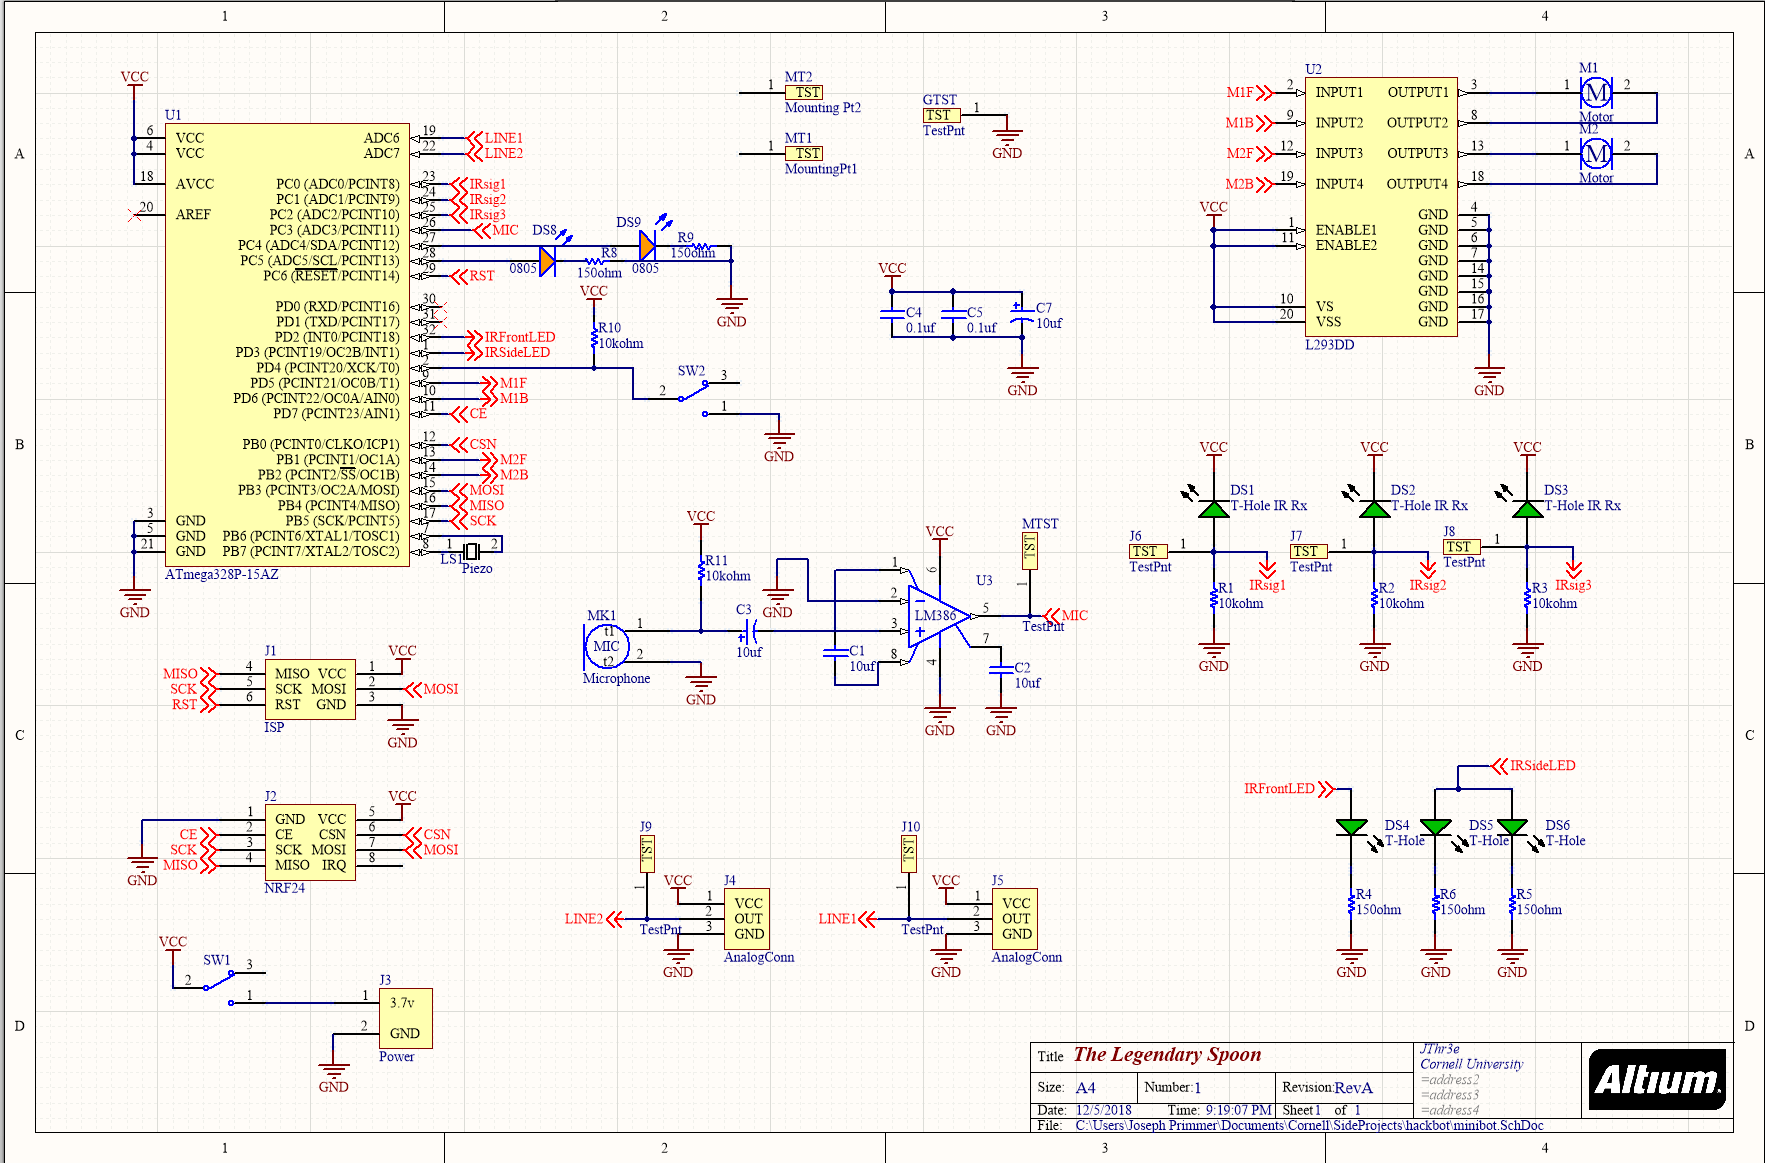 1 2 3 4
A B C D
VCC
U1
6 VCC ADC6 19 LINE1
4 VCC ADC7 22 LINE2
18 AVCC PC0 (ADC0/PCINT8) 23 IRsig1
PC1 (ADC1/PCINT9) 24 IRsig2
20 AREF PC2 (ADC2/PCINT10) 25 IRsig3
PC3 (ADC3/PCINT11) 26 MIC
PC4 (ADC4/SDA/PCINT12) 27
PC5 (ADC5/SCL/PCINT13) 28
PC6 (RESET/PCINT14) 29 RST
PD0 (RXD/PCINT16) 30
PD1 (TXD/PCINT17) 31
PD2 (INT0/PCINT18) 32 IRFrontLED
PD3 (PCINT19/OC2B/INT1) 1 IRSideLED
PD4 (PCINT20/XCK/T0) 2
PD5 (PCINT21/OC0B/T1) 9 M1F
PD6 (PCINT22/OC0A/AIN0) 10 M1B
PD7 (PCINT23/AIN1) 11 CE
PB0 (PCINT0/CLKO/ICP1) 12 CSN
PB1 (PCINT1/OC1A) 13 M2F
PB2 (PCINT2/SS/OC1B) 14 M2B
PB3 (PCINT3/OC2A/MOSI) 15 MOSI
PB4 (PCINT4/MISO) 16 MISO
3 GND PB5 (SCK/PCINT5) 17 SCK
5 GND PB6 (PCINT6/XTAL1/TOSC1) 7
21 GND PB7 (PCINT7/XTAL2/TOSC2) 8
ATmega328P-15AZ
GND
1 2
LS1 Piezo
DS8
0805
R8
150ohm
DS9
0805
R9
150ohm
GND
VCC
R10
10kohm
SW2
2 3 1
GND
MT2
1 TST
Mounting Pt2
MT1
1 TST
MountingPt1
GTST
TST 1
TestPnt
GND
VCC
C4
0.1uf
C5
0.1uf
C7
10uf
GND
U2
M1F 2 INPUT1 OUTPUT1 3
M1B 9 INPUT2 OUTPUT2 8
M2F 12 INPUT3 OUTPUT3 13
M2B 19 INPUT4 OUTPUT4 18
VCC
GND 4
1 ENABLE1 GND 5
11 ENABLE2 GND 6
GND 7
GND 14
GND 15
10 VS GND 16
20 VSS GND 17
L293DD
GND
M1
1 M 2
Motor
M2
1 M 2
Motor
VCC
DS1
T-Hole IR Rx
J6
TST 1
TestPnt
IRsig1
R1
10kohm
GND
VCC
DS2
T-Hole IR Rx
J7
TST 1
TestPnt
IRsig2
R2
10kohm
GND
VCC
DS3
T-Hole IR Rx
J8
TST 1
TestPnt
IRsig3
R3
10kohm
GND
VCC
R11
10kohm
MK1
t1 1
MIC
t2 2
Microphone
GND
C3
10uf
GND
C1
10uf
VCC
1 6
2 U3
LM386 5
3 7
8 4
GND
C2
10uf
GND
MTST
TST
1
TestPnt
MIC
J1
MISO 4 MISO VCC 1 VCC
SCK 5 SCK MOSI 2 MOSI
RST 6 RST GND 3
ISP
GND
J2
VCC
1 GND VCC 5
CE 2 CE CSN 6 CSN
SCK 3 SCK MOSI 7 MOSI
MISO 4 MISO IRQ 8
NRF24
GND
VCC
SW1
2 3 1
J3
1 3.7v
2 GND
Power
GND
J9
TST
1
TestPnt
LINE2
VCC
J4
1 VCC
2 OUT
3 GND
AnalogConn
GND
J10
TST
1
TestPnt
LINE1
VCC
J5
1 VCC
2 OUT
3 GND
AnalogConn
GND
IRSideLED
IRFrontLED
DS4
T-Hole
DS5
T-Hole
DS6
T-Hole
R4
150ohm
R6
150ohm
R5
150ohm
GND GND GND
Title The Legendary Spoon
Size: A4 Number:1 Revision:RevA
Date: 12/5/2018 Time: 9:19:07 PM Sheet1 of 1
File: C:\Users\Joseph Primmer\Documents\Cornell\SideProjects\hackbot\minibot.SchDoc
JThr3e
Cornell University
=address2
=address3
=address4
Altium.
A B C D
1 2 3 4